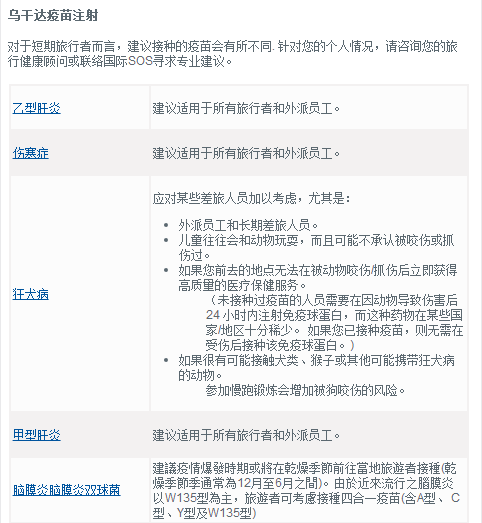 乌干达疫苗注射
对于短期旅行者而言，建议接种的疫苗会有所不同. 针对您的个人情况，请咨询您的旅
行健康顾问或联络国际SOS寻求专业建议。
乙型肝炎
建议适用于所有旅行者和外派员工。
伤寒症
建议适用于所有旅行者和外派员工。
狂犬病
应对某些差旅人员加以考虑，尤其是：
• 外派员工和长期差旅人员。
• 儿童往往会和动物玩耍，而且可能不承认被咬伤或抓
伤过。
• 如果您前去的地点无法在被动物咬伤/抓伤后立即获得
高质量的医疗保健服务。
（未接种过疫苗的人员需要在因动物导致伤害后
24 小时内注射免疫球蛋白，而这种药物在某些国
家/地区十分稀少。 如果您已接种疫苗，则无需在
受伤后接种该免疫球蛋白。）
• 如果很有可能接触犬类、猴子或其他可能携带狂犬病
的动物。
参加慢跑锻炼会增加被狗咬伤的风险。
甲型肝炎
建议适用于所有旅行者和外派员工。
脑膜炎脑膜炎双球菌
建議疫情爆發時期或將在乾燥季節前往當地旅遊者接種(乾
燥季節季通常為12月至6月之間)。由於近來流行之腦膜炎
以W135型為主，旅遊者可考慮接種四合一疫苗(含A型、 C
型、Y型及W135型)